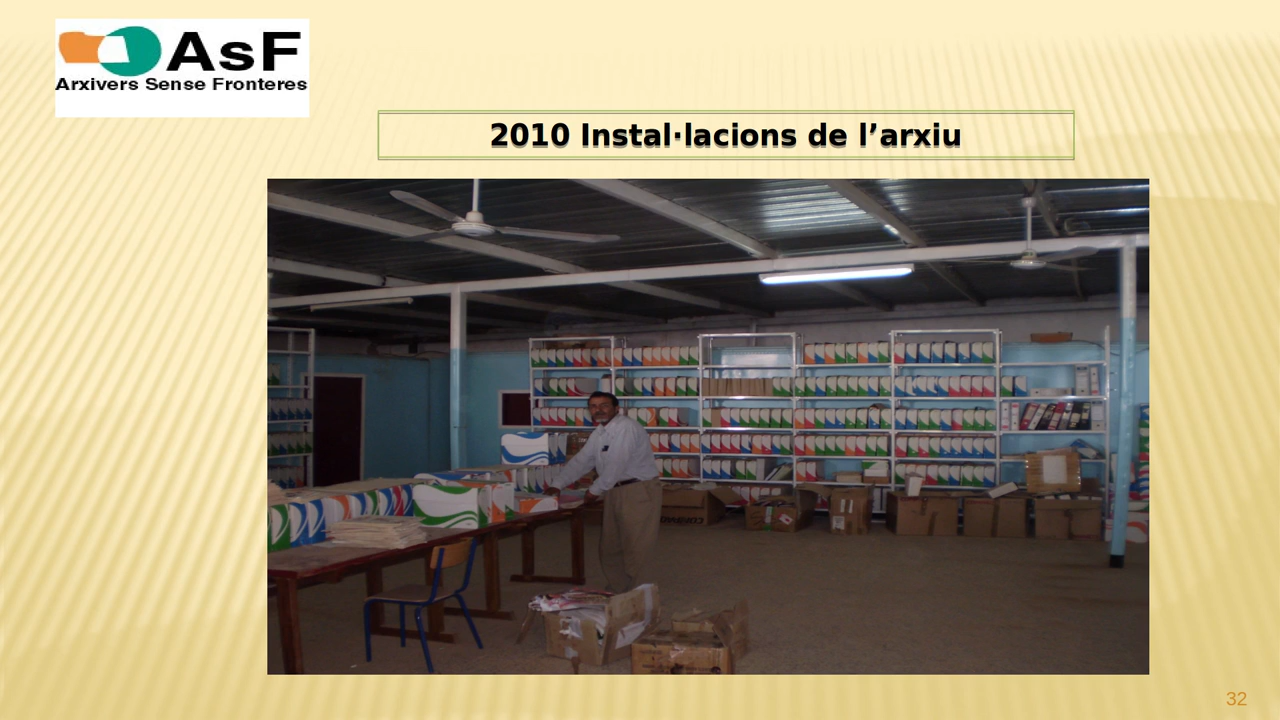 AsF
Arxivers Sense Fronteres
2010 Instal·lacions de l’arxiu
32